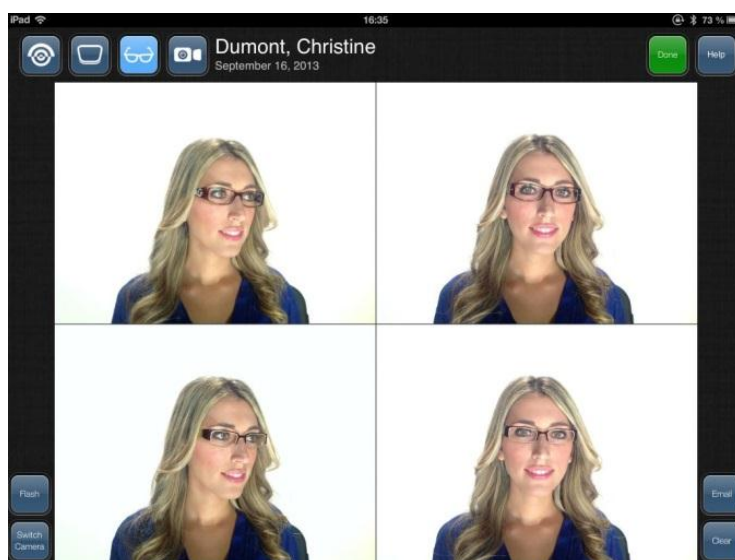 iPad 16:35 73 %
Dumont, Christine
September 16, 2013
Done
Help
Flash
Email
Switch
Camera
Clear